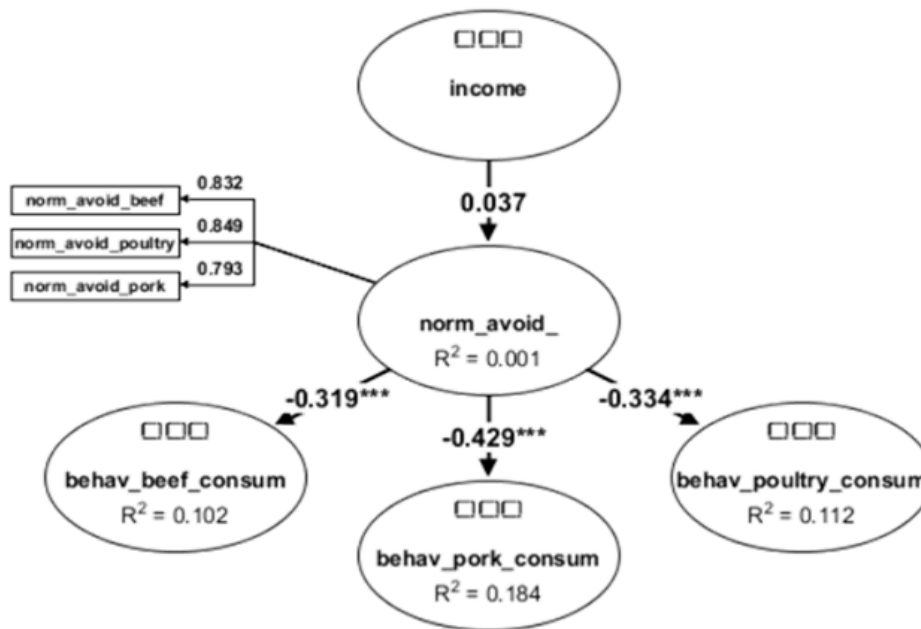 □□□
income
0.037
0.832
norm_avoid_beef
0.849
norm_avoid_poultry
0.793
norm_avoid_pork
norm_avoid_
R² = 0.001
-0.319***
-0.429***
-0.334***
□□□
behav_beef_consum
R² = 0.102
□□□
behav_pork_consum
R² = 0.184
□□□
behav_poultry_consum
R² = 0.112